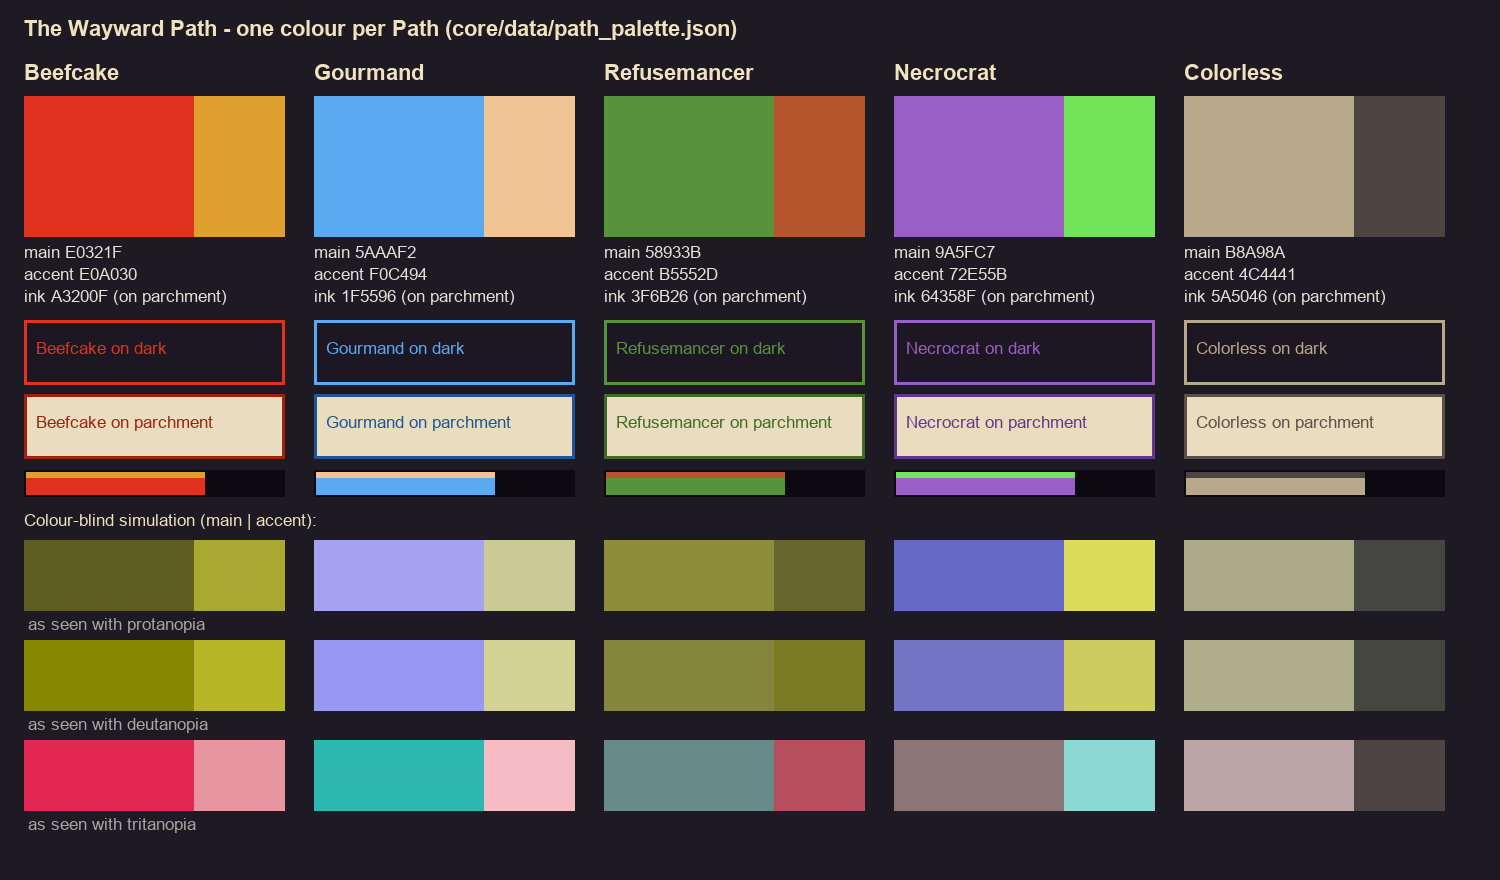 The Wayward Path - one colour per Path (core/data/path_palette.json)
Beefcake
main E0321F
accent E0A030
ink A3200F (on parchment)
Beefcake on dark
Beefcake on parchment
Gourmand
main 5AAAF2
accent F0C494
ink 1F5596 (on parchment)
Gourmand on dark
Gourmand on parchment
Refusemancer
main 58933B
accent B5552D
ink 3F6B26 (on parchment)
Refusemancer on dark
Refusemancer on parchment
Necrocrat
main 9A5FC7
accent 72E55B
ink 64358F (on parchment)
Necrocrat on dark
Necrocrat on parchment
Colorless
main B8A98A
accent 4C4441
ink 5A5046 (on parchment)
Colorless on dark
Colorless on parchment
Colour-blind simulation (main | accent):
as seen with protanopia
as seen with deutanopia
as seen with tritanopia